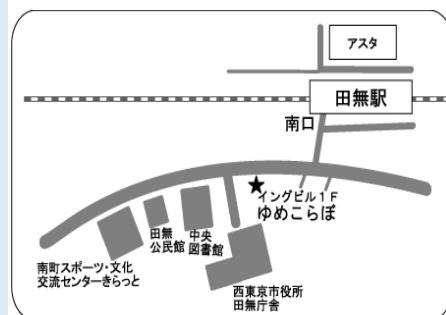 アスタ
田無駅
南口
イングビル1F
ゆめこらぼ
田無
公民館
中央
図書館
南町スポーツ・文化
交流センターきらっと
西東京市役所
田無庁舎